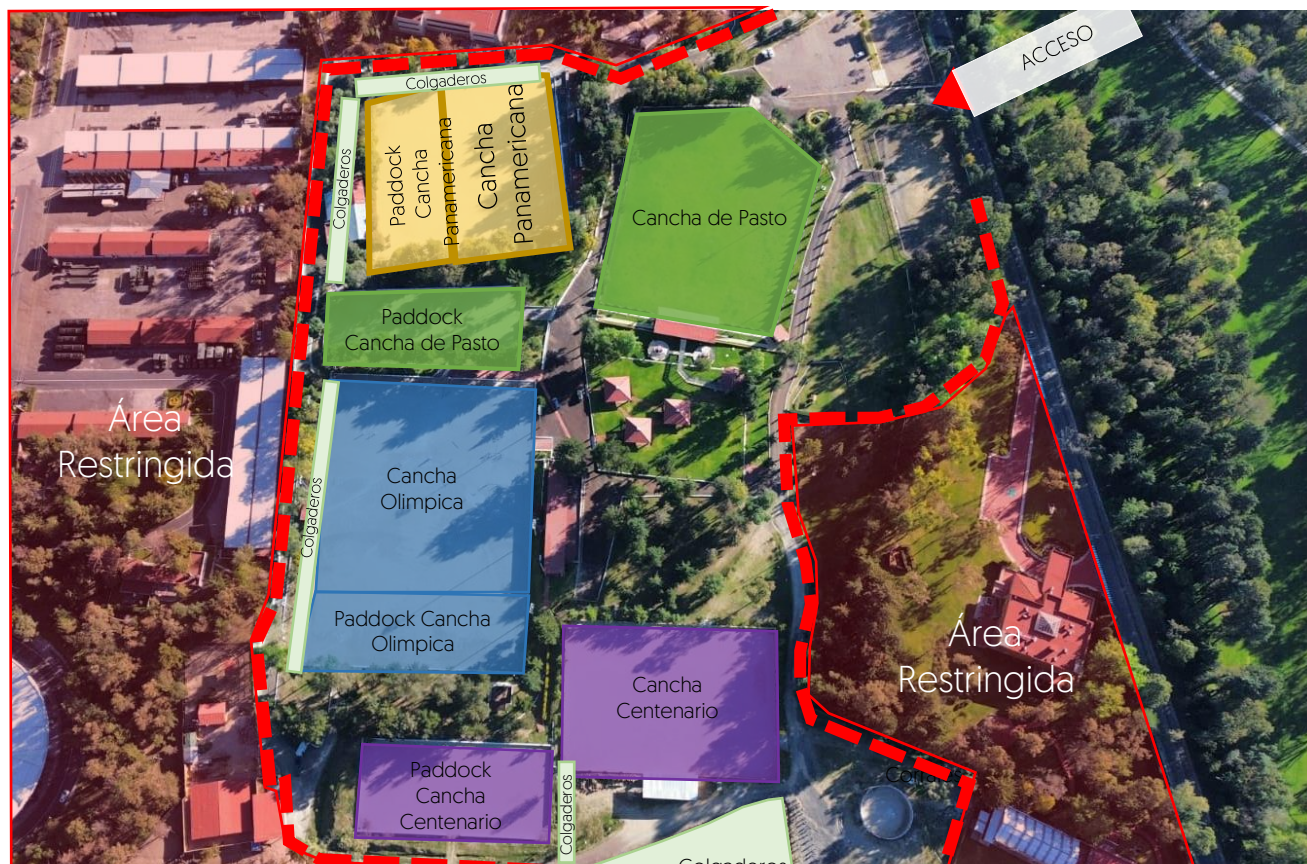 ACCESO
Colgaderos
Colgaderos
Paddock
Cancha
Panamericana
Cancha
Panamericana
Cancha de Pasto
Paddock
Cancha de Pasto
Área
Restringida
Cancha
Olimpica
Colgaderos
Paddock Cancha
Olimpica
Área
Restringida
Cancha
Centenario
Paddock
Cancha
Centenario
Colgaderos
Colgaderos